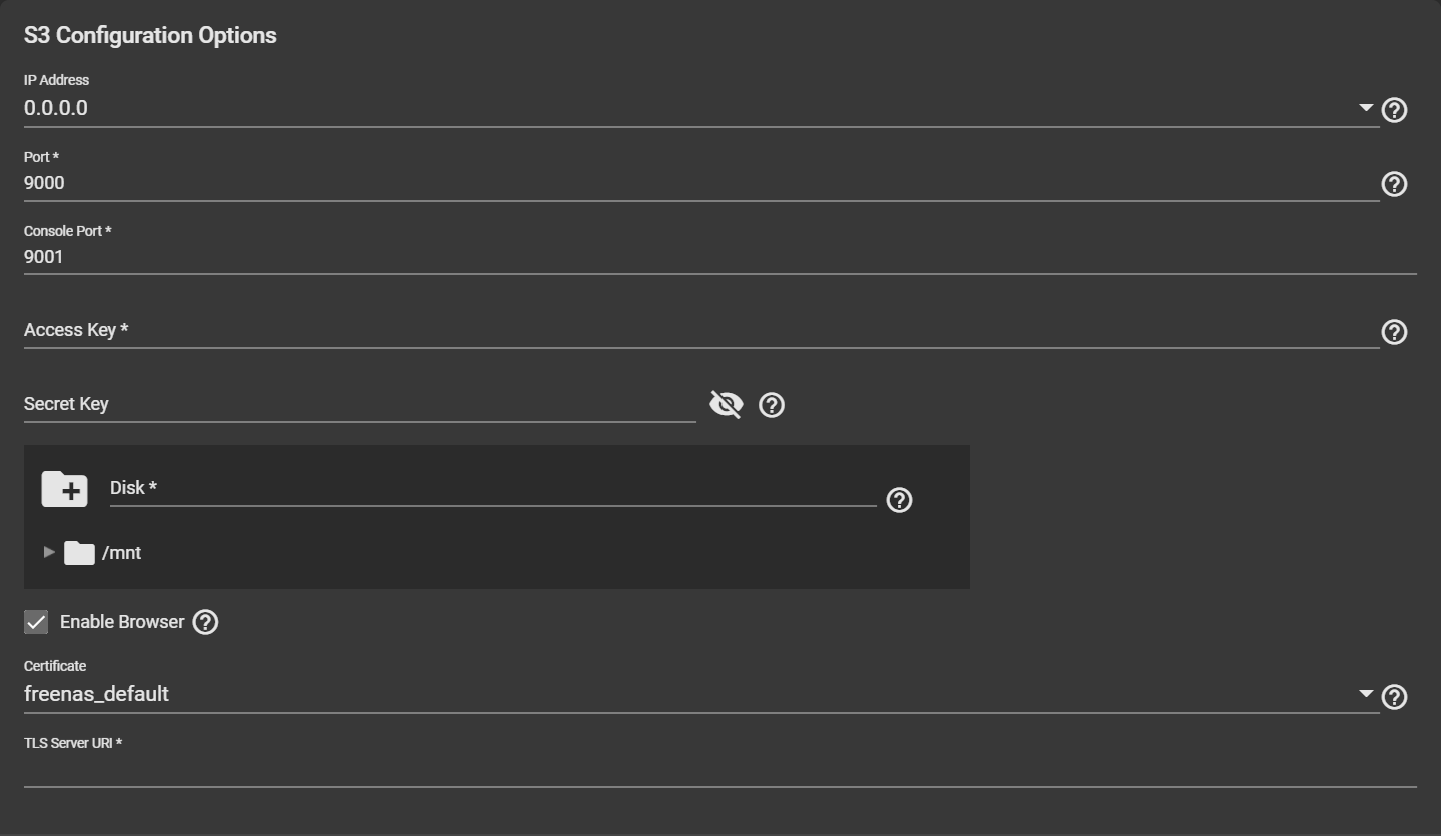 S3 Configuration Options
IP Address
0.0.0.0
Port *
9000
Console Port *
9001
Access Key *
Secret Key
Disk *
/mnt
Enable Browser
Certificate
freenas_default
TLS Server URI *